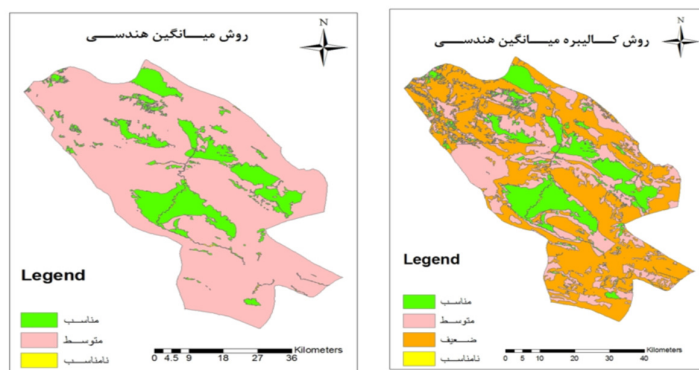 روش میانگین هندسی
N
Legend
مناسب
متوسط
نامناسب
Kilometers
0 4.5 9 18 27 36
روش کالیبره میانگین هندسی
N
Legend
مناسب
متوسط
ضعیف
نامناسب
Kilometers
0 5 10 20 30 40